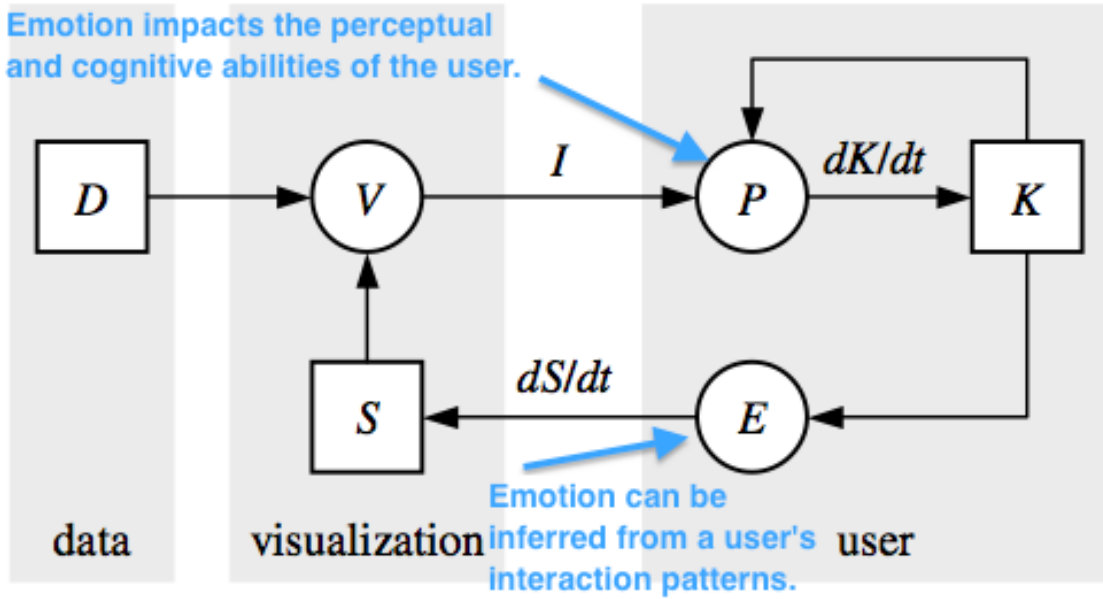 Emotion impacts the perceptual
and cognitive abilities of the user.
I
dK/dt
D
V
P
K
dS/dt
S
E
Emotion can be
inferred from a user's
interaction patterns.
data
visualization
user